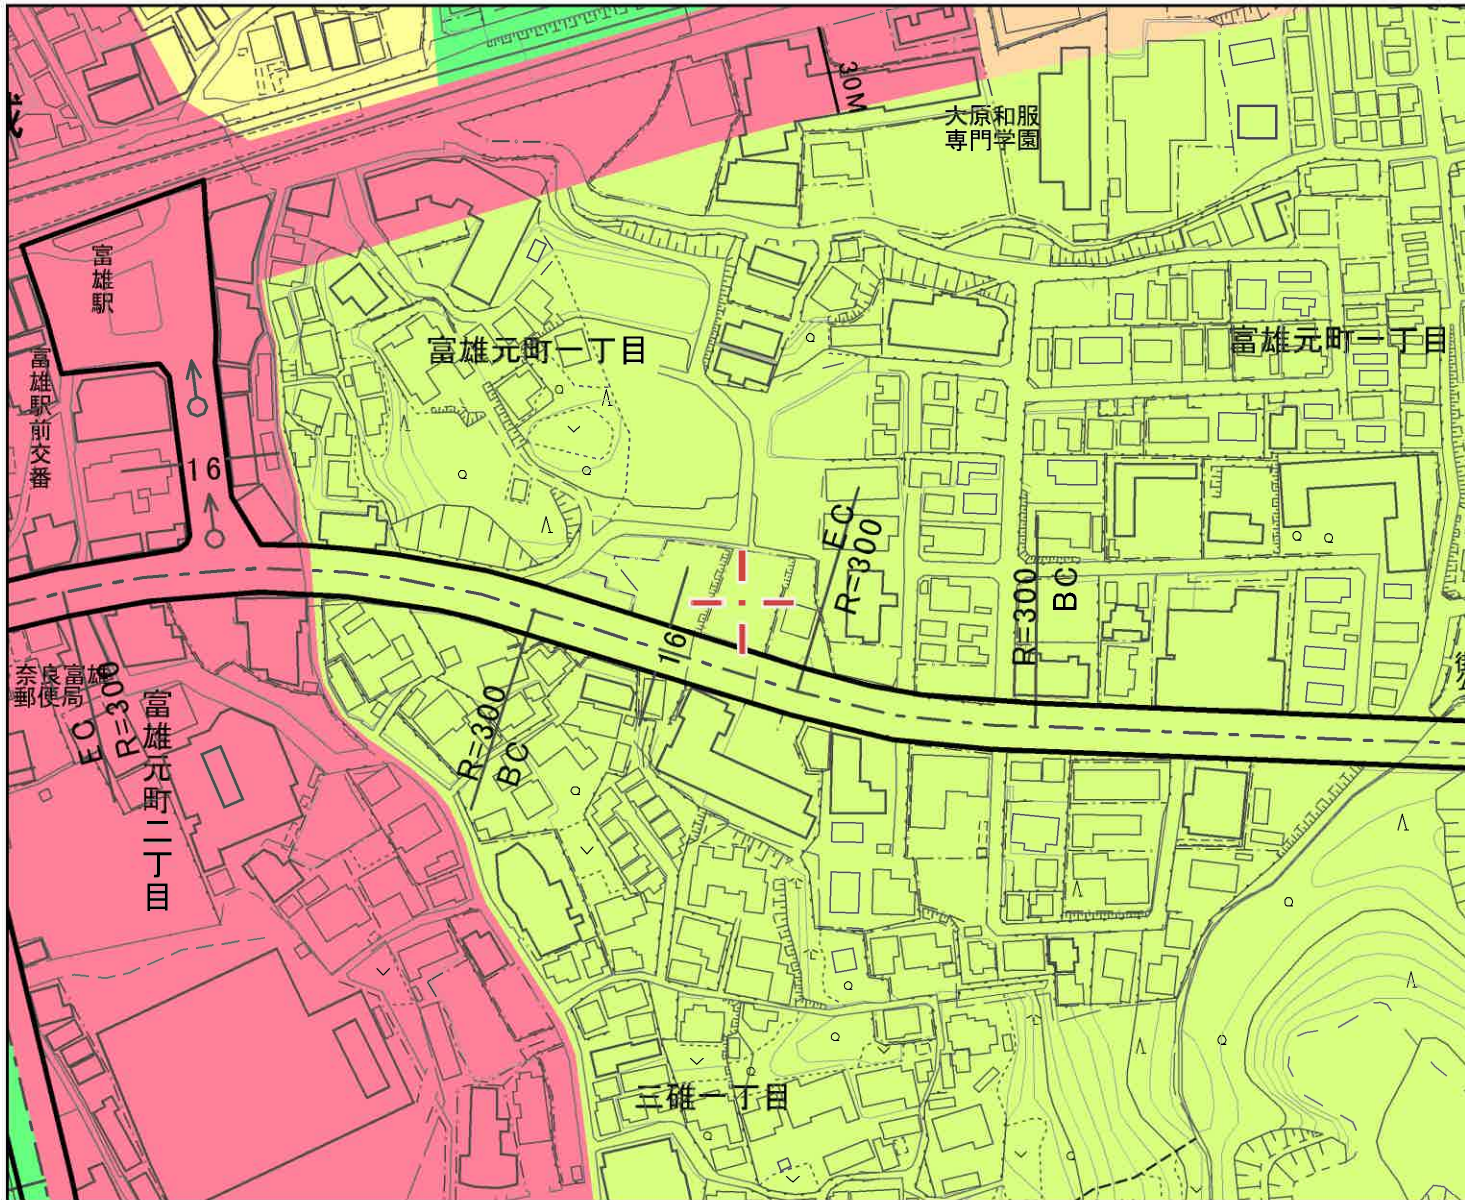 30M
大原和服
専門学園
富雄駅
富雄元町一丁目
富雄元町一丁目
富雄駅前交番
16
EC
R=300
R=300
BC
16
奈良富雄
郵便局
EC
R=300
富雄元町二丁目
R=300
BC
三碓一丁目